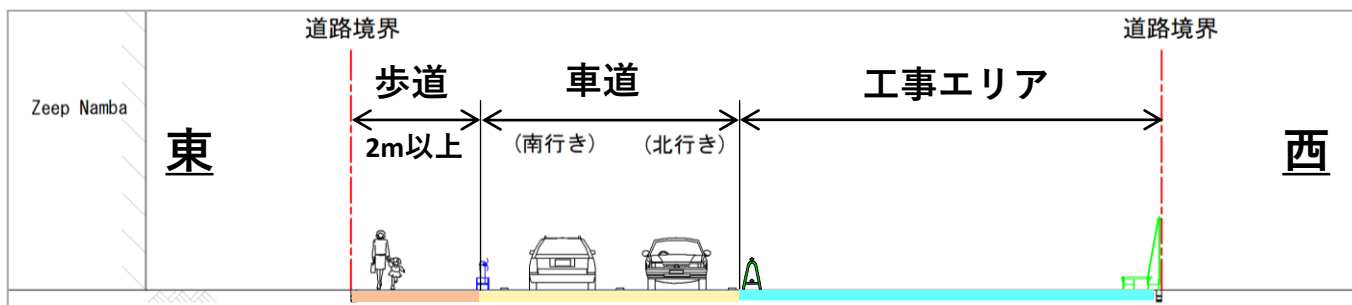 道路境界
道路境界
歩道
車道
工事エリア
Zeep Namba
東
2m以上
(南行き)
(北行き)
西